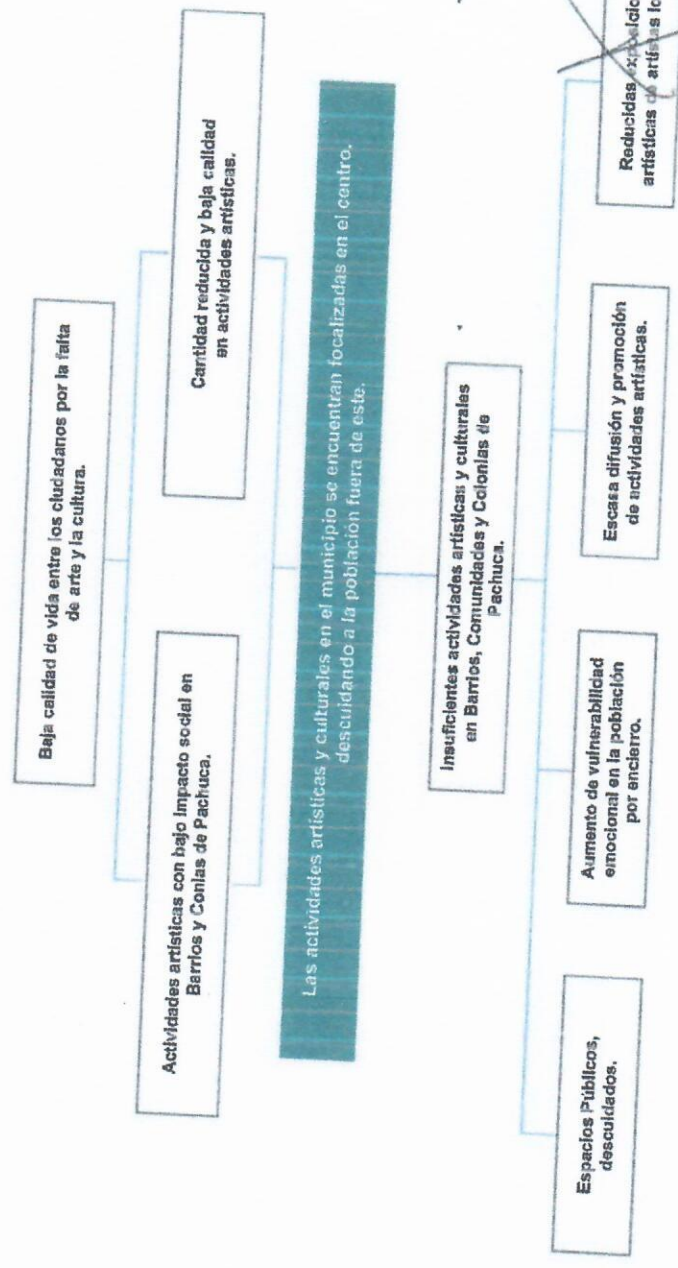 Baja calidad de vida entre los ciudadanos por la falta
de arte y la cultura.
Actividades artísticas con bajo impacto social en
Barrios y Conlas de Pachuca.
Cantidad reducida y baja calidad
en actividades artísticas.
Las actividades artísticas y culturales en el municipio se encuentran focalizadas en el centro,
descuidando a la población fuera de este.
Insuficientes actividades artísticas y culturales
en Barrios, Comunidades y Colonias de
Pachuca.
Espacios Públicos,
descuidados.
Aumento de vulnerabilidad
emocional en la población
por encierro.
Escasa difusión y promoción
de actividades artísticas.
Reducidas
artísticas artistas